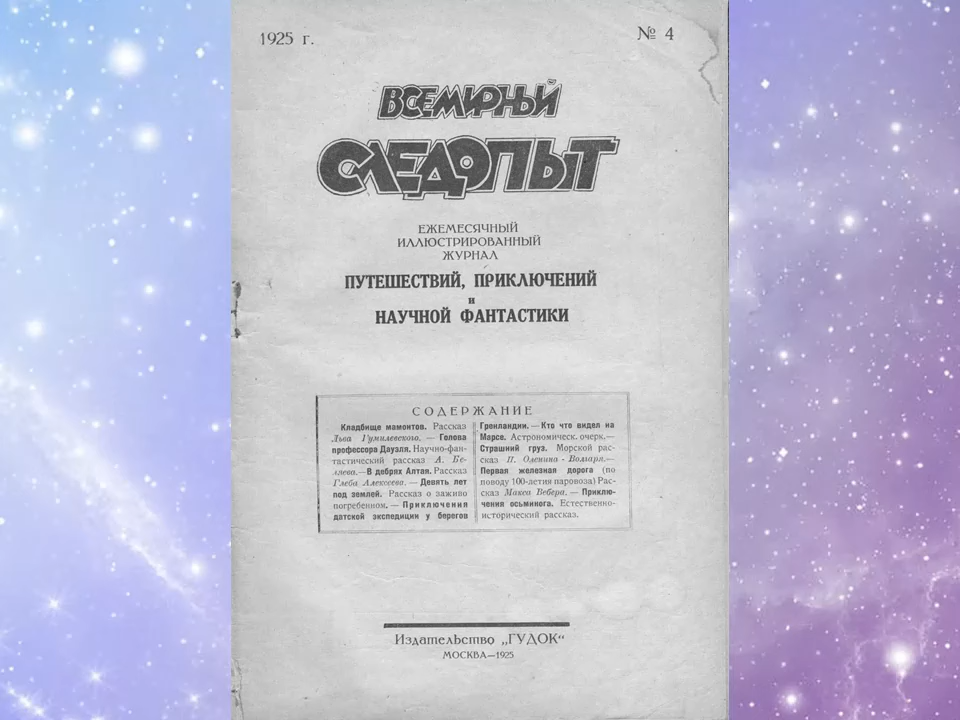 1925 г.
№ 4
ВСЕМИРНЫЙ
СЛЕДОПЫТ
ЕЖЕМЕСЯЧНЫЙ
ИЛЛЮСТРИРОВАННЫЙ
ЖУРНАЛ
ПУТЕШЕСТВИЙ, ПРИКЛЮЧЕНИЙ
и
НАУЧНОЙ ФАНТАСТИКИ
СОДЕРЖАНИЕ
Кладбище мамонтов. Рассказ
Льва Гумилевского. — Голова
профессора Дауэля. Научно-фан-
тастический рассказ А. Бе-
ляева.—В дебрях Алтая. Рассказ
Глеба Алексеева. — Девять лет
под землей. Рассказ о заживо
погребенном. — Приключения
датской экспедиции у берегов
Гренландии. — Кто что видел на
Марсе. Астрономическ. очерк.—
Страшный груз. Морской рас-
сказ П. Оленина - Волгаря.—
Первая железная дорога (по
поводу 100-летия паровоза) Рас-
сказ Макса Вебера. — Приклю-
чения осьминога. Естественно-
исторический рассказ.
Издательство „ГУДОК“
МОСКВА—1925